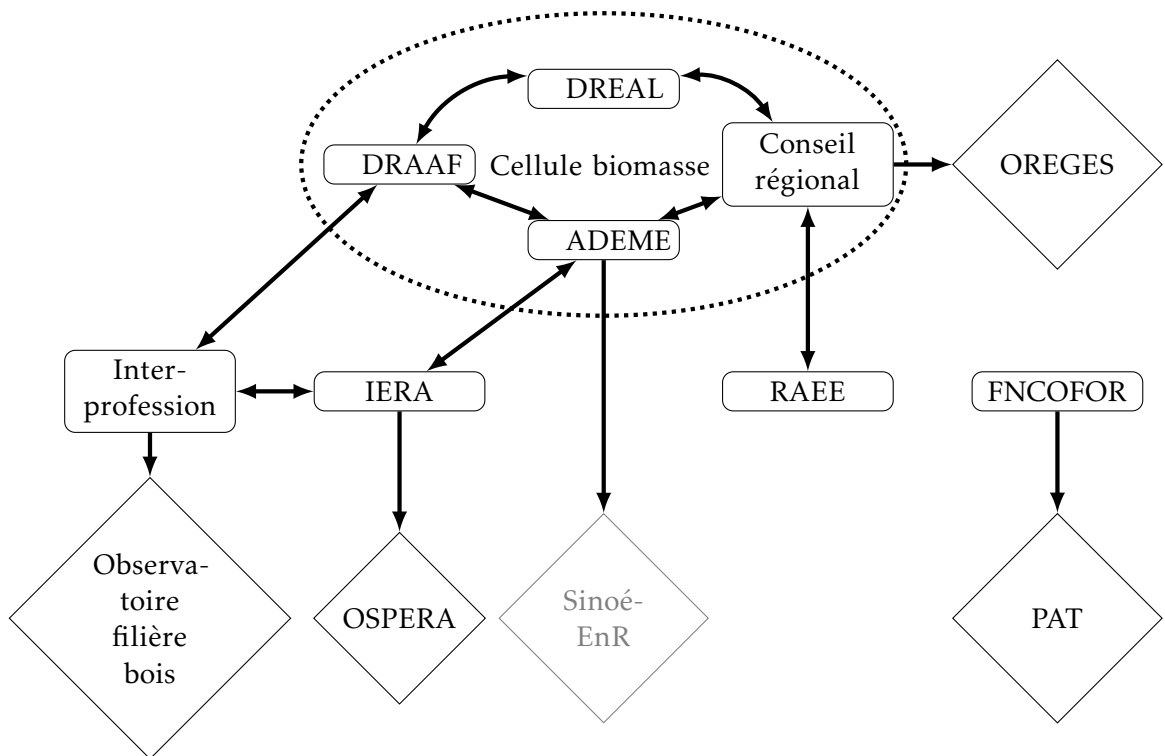 DREAL
Conseil
régional
DRAAF
Cellule biomasse
OREGES
ADEME
Inter-
profession
IERA
RAEE
FNCOFOR
Observa-
toire
filière
bois
OSPERA
Sinoé-
EnR
PAT